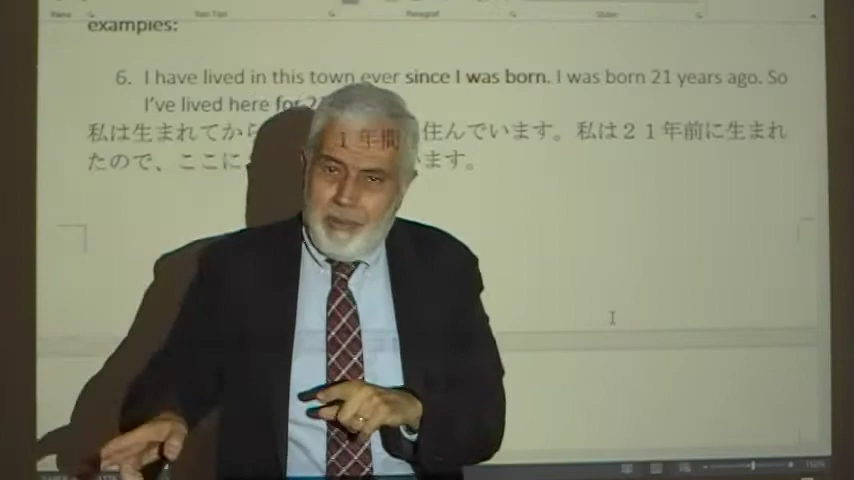 examples:
6. I have lived in this town ever since I was born. I was born 21 years ago. So
I've lived here for 2
私は生まれてから １年間 住んでいます。私は２１年前に生まれ
たので、ここに います。